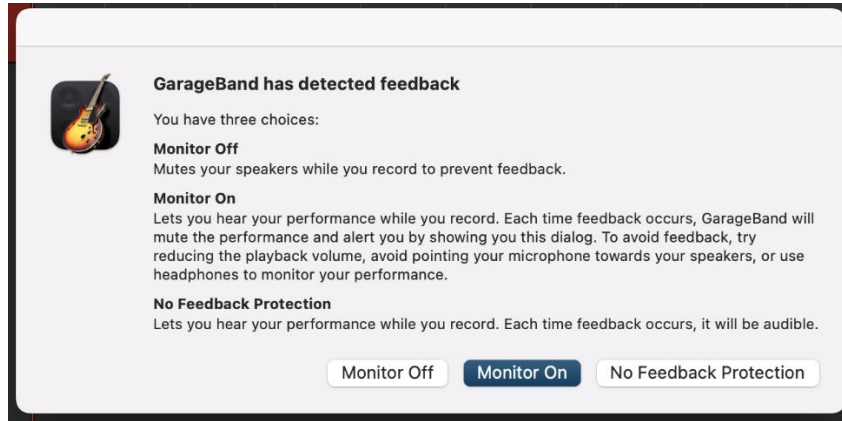 GarageBand has detected feedback
You have three choices:
Monitor Off
Mutes your speakers while you record to prevent feedback.
Monitor On
Lets you hear your performance while you record. Each time feedback occurs, GarageBand will
mute the performance and alert you by showing you this dialog. To avoid feedback, try
reducing the playback volume, avoid pointing your microphone towards your speakers, or use
headphones to monitor your performance.
No Feedback Protection
Lets you hear your performance while you record. Each time feedback occurs, it will be audible.
Monitor Off Monitor On No Feedback Protection